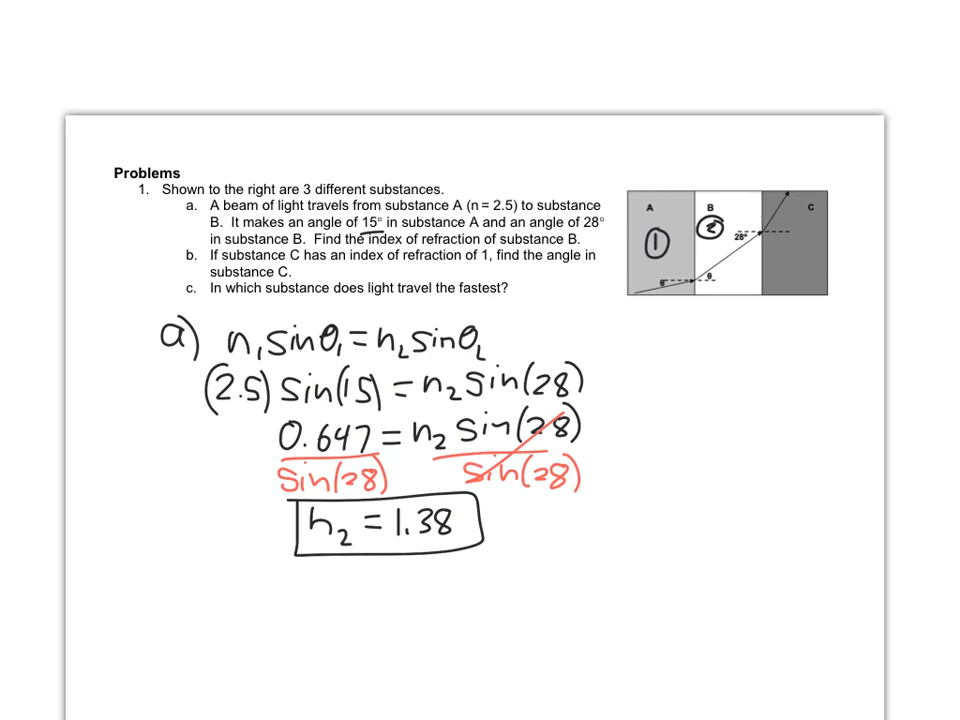 Problems
1. Shown to the right are 3 different substances.
a. A beam of light travels from substance A (n = 2.5) to substance
B. It makes an angle of 15° in substance A and an angle of 28°
in substance B. Find the index of refraction of substance B.
b. If substance C has an index of refraction of 1, find the angle in
substance C.
c. In which substance does light travel the fastest?
A B C
1 2
28°
θ θ
a) n₁sinθ₁ = n₂sinθ₂
(2.5) sin(15) = n₂ sin(28)
0.647 = n₂ sin(28)
sin(28) sin(28)
n₂ = 1.38